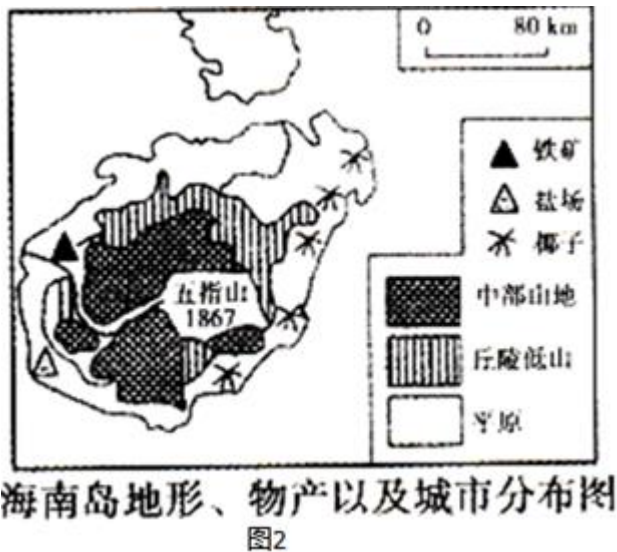 0 80 km
铁矿
盐场
椰子
五指山
1867
中部山地
丘陵低山
平原
海南岛地形、物产以及城市分布图
图2